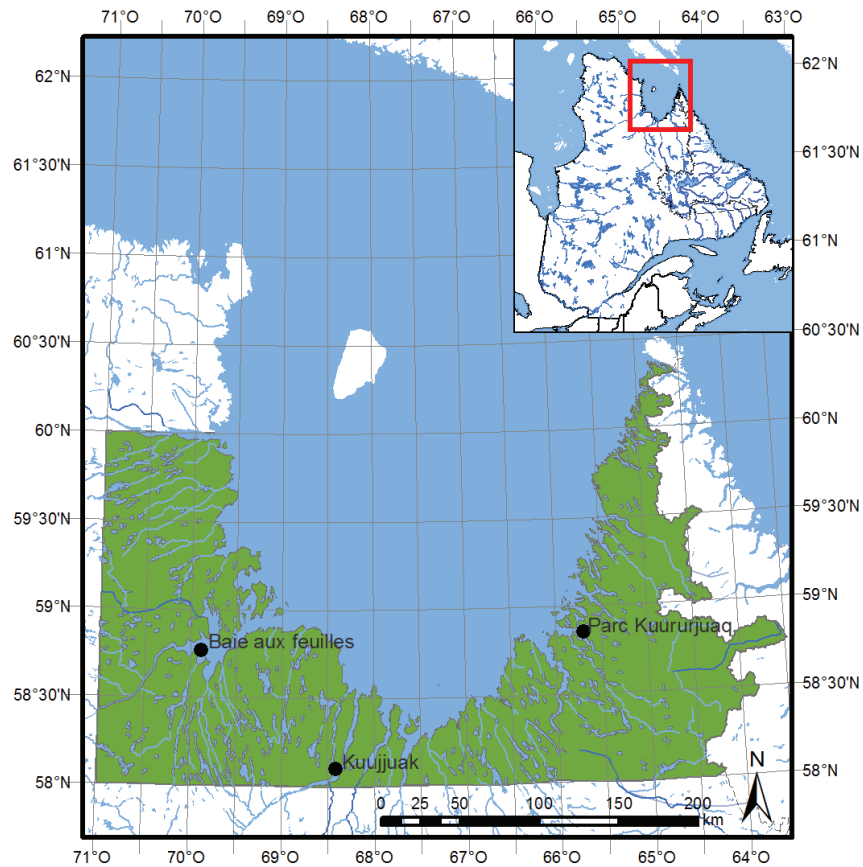 71°O 70°O 69°O 68°O 67°O 66°O 65°O 64°O 63°O
62°N 62°N
61°30'N 61°30'N
61°N 61°N
60°30'N 60°30'N
60°N 60°N
59°30'N 59°30'N
59°N 59°N
Parc Kuururjuaq
Baie aux feuilles
58°30'N 58°30'N
Kuujjuak
N
58°N 58°N
0 25 50 100 150 200
km
71°O 70°O 69°O 68°O 67°O 66°O 65°O 64°O